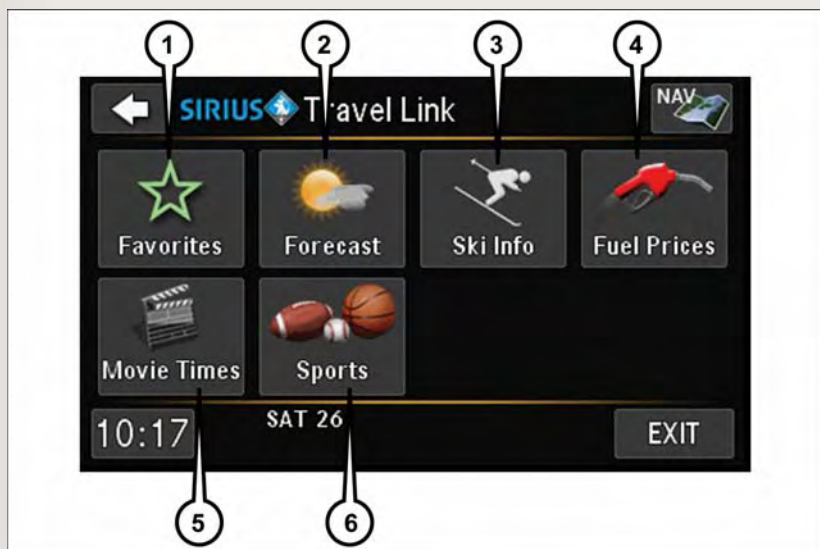 1 2 3 4
SIRIUS Travel Link NAV
Favorites Forecast Ski Info Fuel Prices
Movie Times Sports
10:17 SAT 26 EXIT
5 6